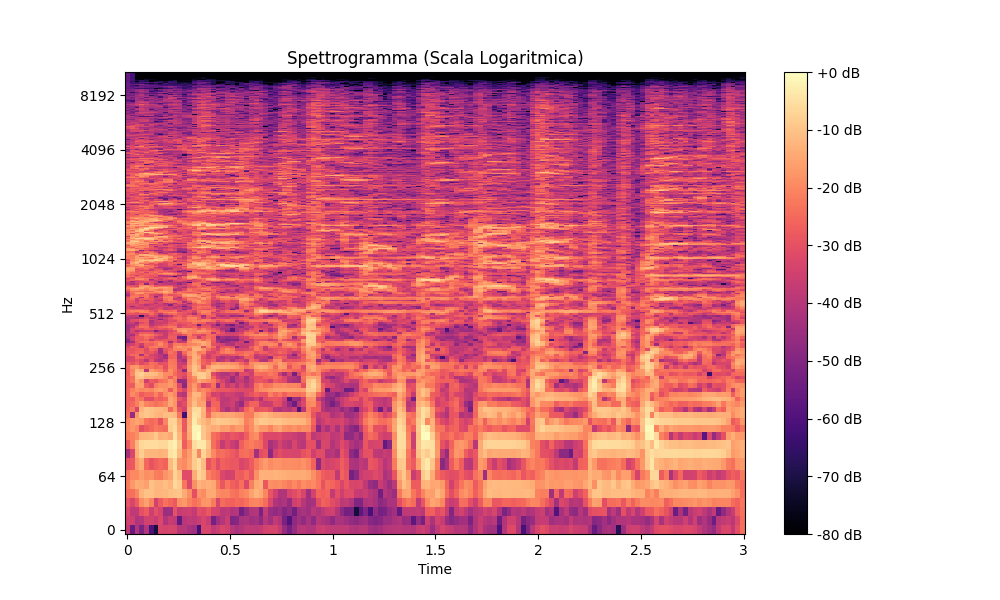 Spettrogramma (Scala Logaritmica)
Hz
8192
4096
2048
1024
512
256
128
64
0
0
0.5
1
1.5
2
2.5
3
Time
+0 dB
-10 dB
-20 dB
-30 dB
-40 dB
-50 dB
-60 dB
-70 dB
-80 dB